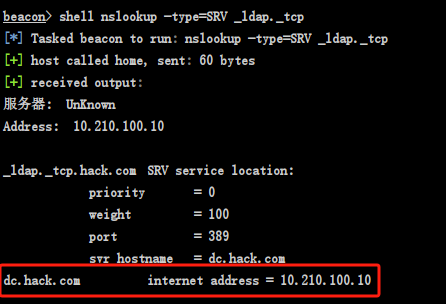 beacon> shell nslookup -type=SRV _ldap._tcp
[*] Tasked beacon to run: nslookup -type=SRV _ldap._tcp
[+] host called home, sent: 60 bytes
[+] received output:
服务器:  UnKnown
Address:  10.210.100.10
_ldap._tcp.hack.com  SRV service location:
priority = 0
weight = 100
port = 389
svr hostname = dc.hack.com
dc.hack.com internet address = 10.210.100.10